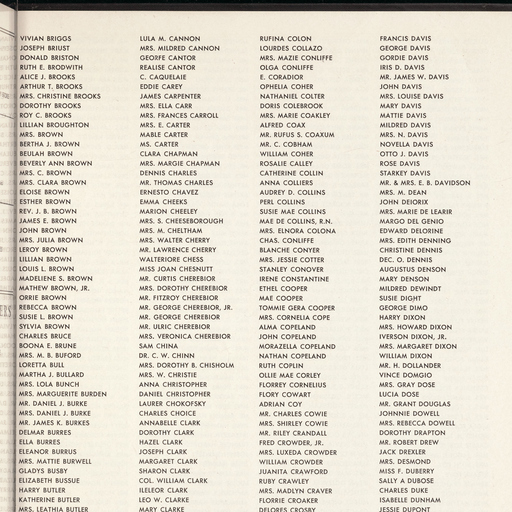 VIVIAN BRIGGS
JOSEPH BRIUST
DONALD BRISTON
RUTH E. BRODWITH
ALICE J. BROOKS
ARTHUR T. BROOKS
MRS. CHRISTINE BROOKS
DOROTHY BROOKS
ROY C. BROOKS
LILLIAN BROUGHTON
MRS. BROWN
BERTHA J. BROWN
BEULAH BROWN
BEVERLY ANN BROWN
MRS. C. BROWN
MRS. CLARA BROWN
ELOISE BROWN
ESTHER BROWN
REV. J. B. BROWN
JAMES E. BROWN
JOHN BROWN
MRS. JULIA BROWN
LEROY BROWN
LILLIAN BROWN
LOUIS L. BROWN
MADELIENE S. BROWN
MATHEW BROWN, JR.
ORRIE BROWN
REBECCA BROWN
SUSIE L. BROWN
SYLVIA BROWN
CHARLES BRUCE
BOONA E. BRUNE
MRS. M. B. BUFORD
LORETTA BULL
MARTHA J. BULLARD
MRS. LOLA BUNCH
MRS. MARGUERITE BURDEN
MR. DANIEL J. BURKE
MRS. DANIEL J. BURKE
MR. JAMES K. BURKES
DELMAR BURRES
ELLA BURRES
ELEANOR BURRUS
MRS. MATTIE BURWELL
GLADYS BUSBY
ELIZABETH BUSSUE
HARRY BUTLER
KATHERINE BUTLER
MRS. LEATHIA BUTLER
LULA M. CANNON
MRS. MILDRED CANNON
GEORFE CANTOR
REALISE CANTOR
C. CAQUELAIE
EDDIE CAREY
JAMES CARPENTER
MRS. ELLA CARR
MRS. FRANCES CARROLL
MRS. E. CARTER
MABLE CARTER
MS. CARTER
CLARA CHAPMAN
MRS. MARGIE CHAPMAN
DENNIS CHARLES
MR. THOMAS CHARLES
ERNESTO CHAVEZ
EMMA CHEEKS
MARION CHEELEY
MRS. S. CHEESEBOROUGH
MRS. M. CHELTHAM
MRS. WALTER CHERRY
MR. LAWRENCE CHERRY
WALTERIORE CHESS
MISS JOAN CHESNUTT
MR. CURTIS CHEREBIOR
MRS. DOROTHY CHEREBIOR
MR. FITZROY CHEREBIOR
MR. GEORGE CHEREBIOR, JR.
MR. GEORGE CHEREBIOR
MR. ULRIC CHEREBIOR
MRS. VERONICA CHEREBIOR
SAM CHINA
DR. C. W. CHINN
MRS. DOROTHY B. CHISHOLM
MRS. W. CHRISTIE
ANNA CHRISTOPHER
DANIEL CHRISTOPHER
LAURER CHOKOFSKY
CHARLES CHOICE
ANNABELLE CLARK
DOROTHY CLARK
HAZEL CLARK
JOSEPH CLARK
MARGARET CLARK
SHARON CLARK
COL. WILLIAM CLARK
ILELEOR CLARK
LEO W. CLARKE
MARY CLARKE
RUFINA COLON
LOURDES COLLAZO
MRS. MAZIE CONLIFFE
OLGA CONLIFFE
E. CORADIOR
OPHELIA COHER
NATHANIEL COLTER
DORIS COLEBROOK
MRS. MARIE COAKLEY
ALFRED COAX
MR. RUFUS S. COAXUM
MR. C. COBHAM
WILLIAM COHER
ROSALIE CALLEY
CATHERINE COLLIN
ANNA COLLIERS
AUDREY D. COLLINS
PERL COLLINS
SUSIE MAE COLLINS
MAE DE COLLINS, R.N.
MRS. ELNORA COLONA
CHAS. CONLIFFE
BLANCHE CONYER
MRS. JESSIE COTTER
STANLEY CONOVER
IRENE CONSTANTINE
ETHEL COOPER
MAE COOPER
TOMMIE GERA COOPER
MRS. CORNELIA COPE
ALMA COPELAND
JOHN COPELAND
MORAZELLA COPELAND
NATHAN COPELAND
RUTH COPLIN
OLLIE MAE CORLEY
FLORREY CORNELIUS
FLORY COWART
ADRIAN COY
MR. CHARLES COWIE
MRS. SHIRLEY COWIE
MR. RILEY CRANDALL
FRED CROWDER, JR.
MRS. LUXEDA CROWDER
WILLIAM CROWDER
JUANITA CRAWFORD
RUBY CRAWLEY
MRS. MADLYN CRAVER
FLORRIE CROAKER
DELORES CROSBY
FRANCIS DAVIS
GEORGE DAVIS
GORDIE DAVIS
IRIS D. DAVIS
MR. JAMES W. DAVIS
JOHN DAVIS
MRS. LOUISE DAVIS
MARY DAVIS
MATTIE DAVIS
MILDRED DAVIS
MRS. N. DAVIS
NOVELLA DAVIS
OTTO J. DAVIS
ROSE DAVIS
STARKEY DAVIS
MR. & MRS. E. B. DAVIDSON
MRS. M. DEAN
JOHN DEIORIX
MRS. MARIE DE LEARIR
MARGO DEL GENIO
EDWARD DELORINE
MRS. EDITH DENNING
CHRISTINE DENNIS
DEC. O. DENNIS
AUGUSTUS DENSON
MARY DENSON
MILDRED DEWINDT
SUSIE DIGHT
GEORGE DIMO
HARRY DIXON
MRS. HOWARD DIXON
IVERSON DIXON, JR.
MRS. MARGARET DIXON
WILLIAM DIXON
MR. H. DOLLANDER
VINCE DOMGIO
MRS. GRAY DOSE
LUCIA DOSE
MR. GRANT DOUGLAS
JOHNNIE DOWELL
MRS. REBECCA DOWELL
DOROTHY DRAPTON
MR. ROBERT DREW
JACK DREXLER
MRS. DESMOND
MISS F. DUBERRY
SALLY A DUBOSE
CHARLES DUKE
ISABELLE DUNHAM
JESSIE DUPONT